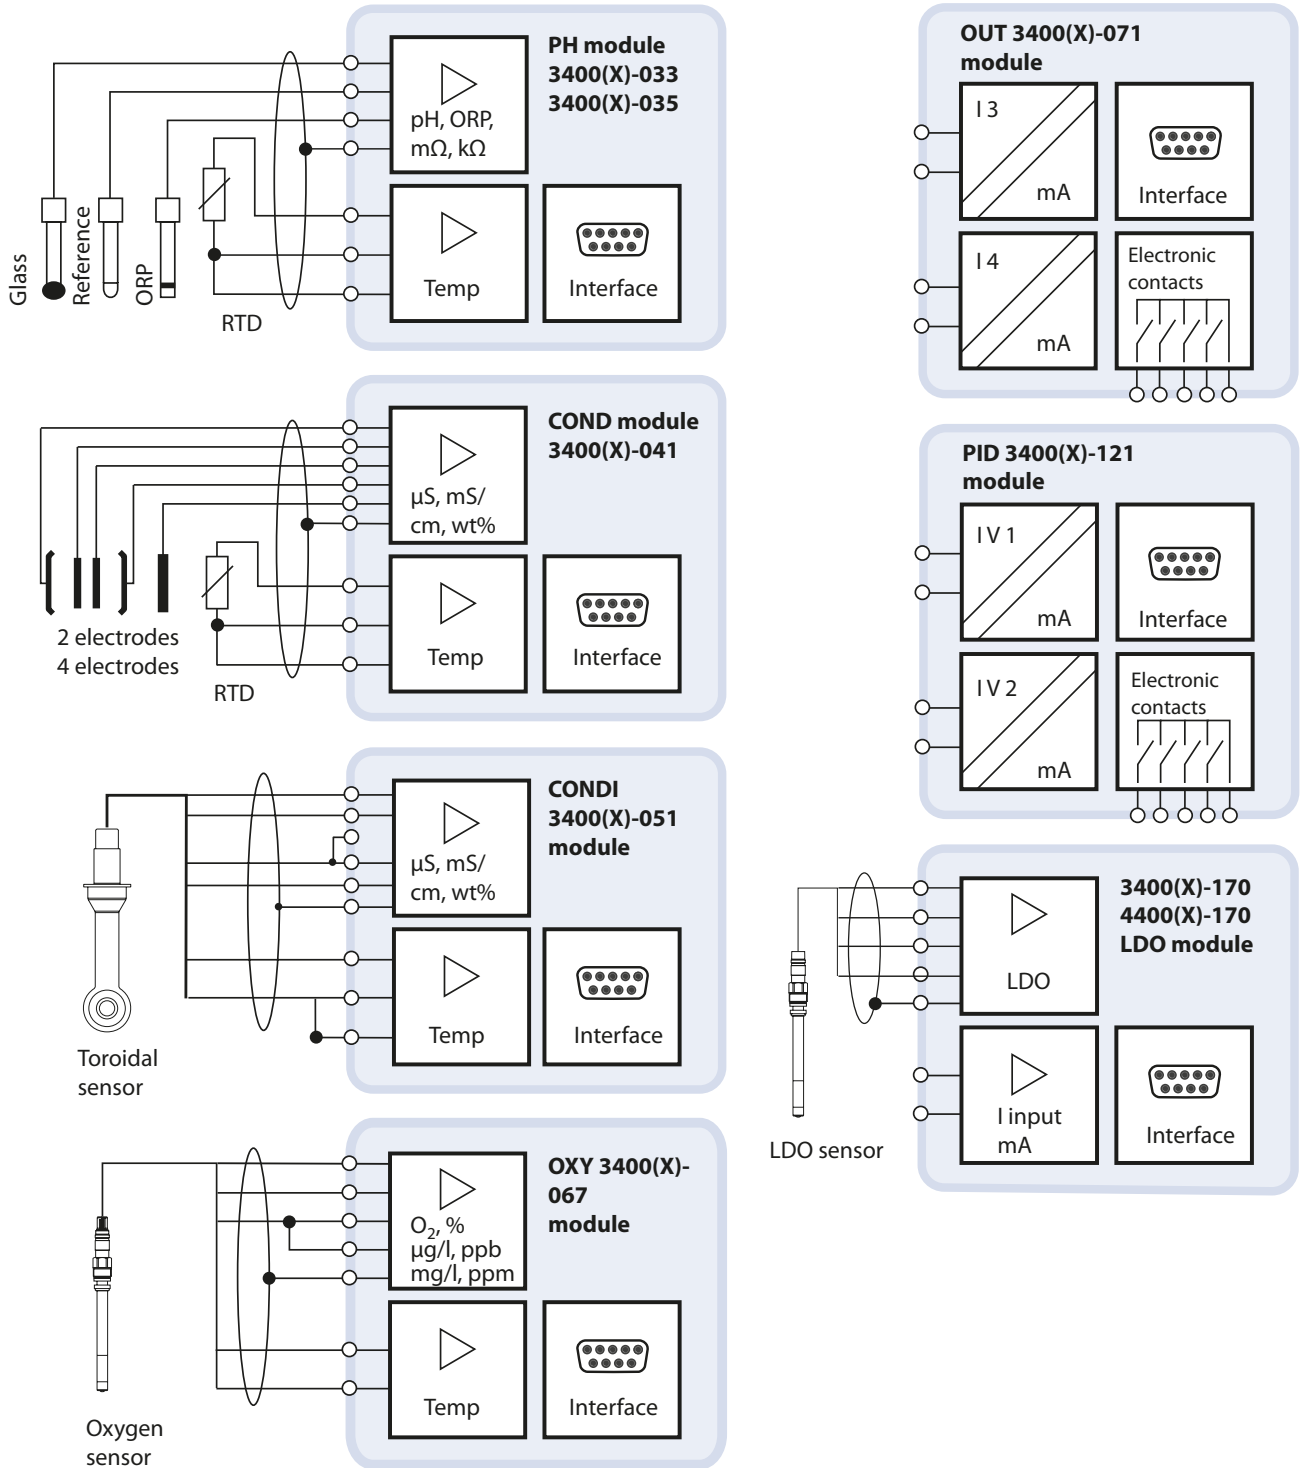 PH module
3400(X)-033
3400(X)-035
pH, ORP,
mΩ, kΩ
Temp
Interface
Glass
Reference
ORP
RTD
COND module
3400(X)-041
µS, mS/
cm, wt%
Temp
Interface
2 electrodes
4 electrodes
RTD
CONDI
3400(X)-051
module
µS, mS/
cm, wt%
Temp
Interface
Toroidal
sensor
OXY 3400(X)-
067
module
O₂, %
µg/l, ppb
mg/l, ppm
Temp
Interface
Oxygen
sensor
OUT 3400(X)-071
module
I 3
mA
Interface
I 4
mA
Electronic
contacts
PID 3400(X)-121
module
I V 1
mA
Interface
I V 2
mA
Electronic
contacts
3400(X)-170
4400(X)-170
LDO module
LDO
I input
mA
Interface
LDO sensor